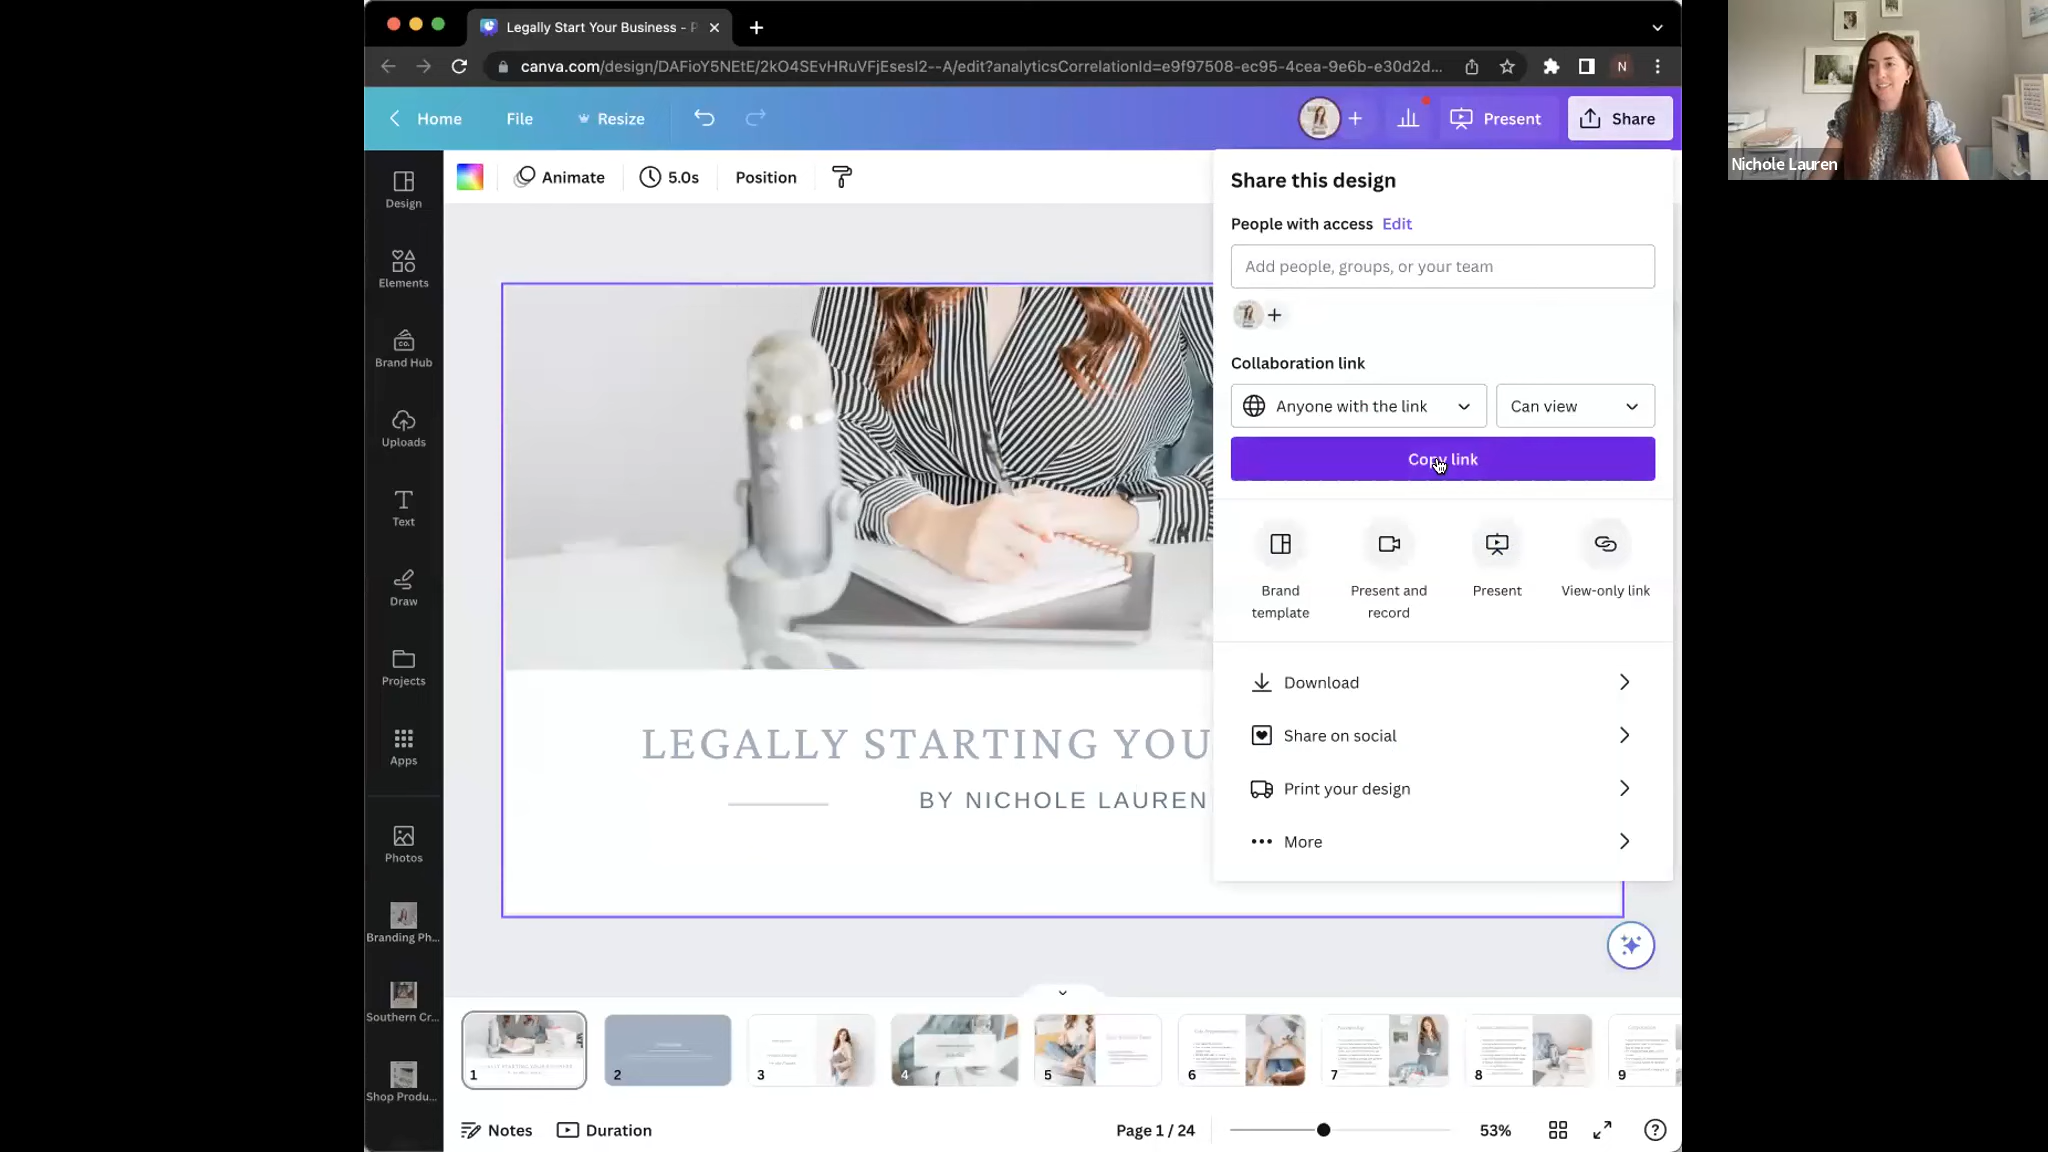 Legally Start Your Business - P
canva.com/design/DAFioY5NEtE/2kO4SEvHRuVFjEsesI2--A/edit?analyticsCorrelationId=e9f97508-ec95-4cea-9e6b-e30d2d...
N
Home
File
Resize
Present
Share
Nichole Lauren
Design
Elements
CO.
Brand Hub
Uploads
Text
Draw
Projects
Apps
Photos
Branding Ph...
Southern Cr...
Shop Produ...
Animate
5.0s
Position
Share this design
People with access Edit
Add people, groups, or your team
Collaboration link
Anyone with the link
Can view
Copy link
Brand
template
Present and
record
Present
View-only link
Download
Share on social
Print your design
More
LEGALLY STARTING YOU
BY NICHOLE LAUREN
1
2
3
4
5
6
7
8
9
Notes
Duration
Page 1 / 24
53%